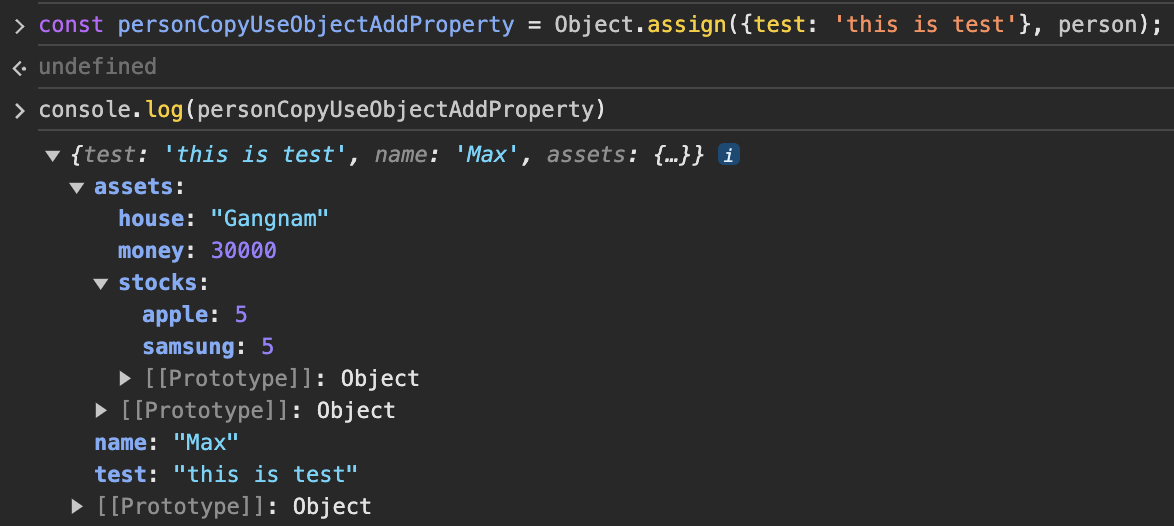 > const personCopyUseObjectAddProperty = Object.assign({test: 'this is test'}, person);
undefined
> console.log(personCopyUseObjectAddProperty)
▼ {test: 'this is test', name: 'Max', assets: {…}} i
▼ assets:
house: "Gangnam"
money: 30000
▼ stocks:
apple: 5
samsung: 5
▶ [[Prototype]]: Object
▶ [[Prototype]]: Object
name: "Max"
test: "this is test"
▶ [[Prototype]]: Object